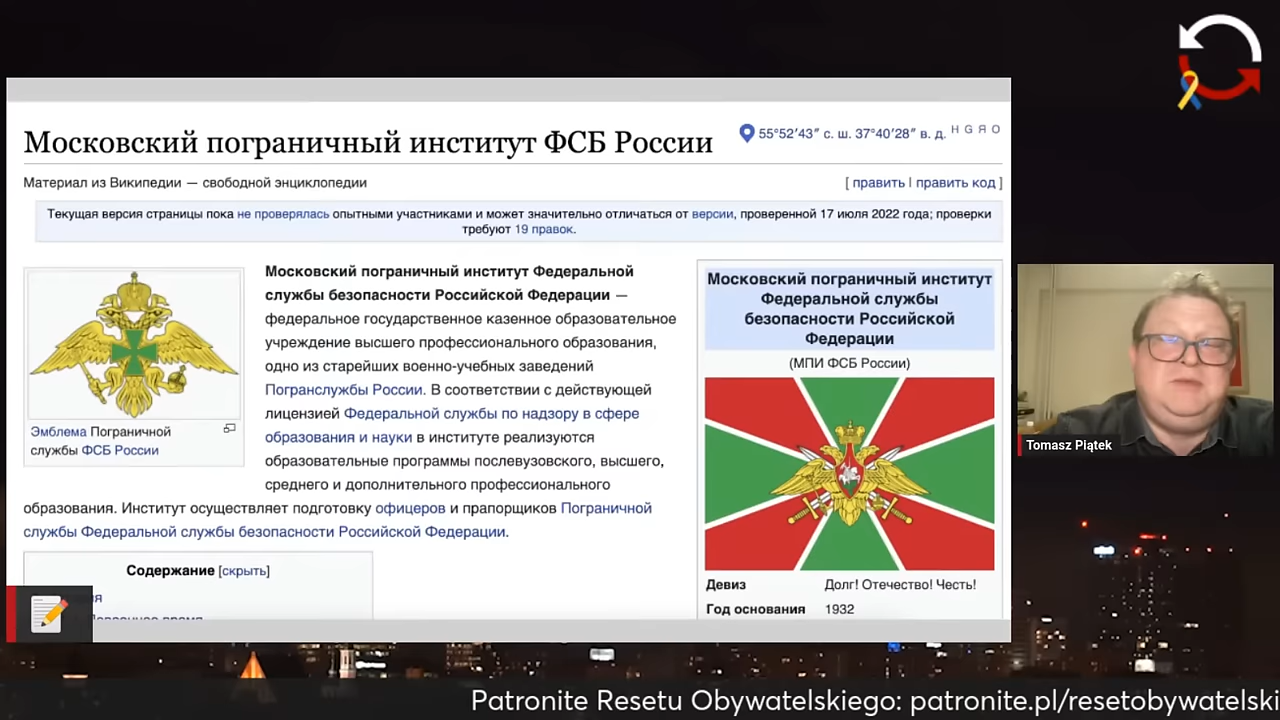 Московский пограничный институт ФСБ России
55°52′43″ с. ш. 37°40′28″ в. д. H G Я O
Материал из Википедии — свободной энциклопедии
[ править | править код ]
Текущая версия страницы пока не проверялась опытными участниками и может значительно отличаться от версии, проверенной 17 июля 2022 года; проверки
требуют 19 правок.
Эмблема Пограничной
службы ФСБ России
Московский пограничный институт Федеральной
службы безопасности Российской Федерации —
федеральное государственное казенное образовательное
учреждение высшего профессионального образования,
одно из старейших военно-учебных заведений
Погранслужбы России. В соответствии с действующей
лицензией Федеральной службы по надзору в сфере
образования и науки в институте реализуются
образовательные программы послевузовского, высшего,
среднего и дополнительного профессионального
образования. Институт осуществляет подготовку офицеров и прапорщиков Пограничной
службы Федеральной службы безопасности Российской Федерации.
Содержание [скрыть]
Московский пограничный институт
Федеральной службы
безопасности Российской
Федерации
(МПИ ФСБ России)
Девиз Долг! Отечество! Честь!
Год основания 1932
Tomasz Piątek
Patronite Resetu Obywatelskiego: patronite.pl/resetobywatelski